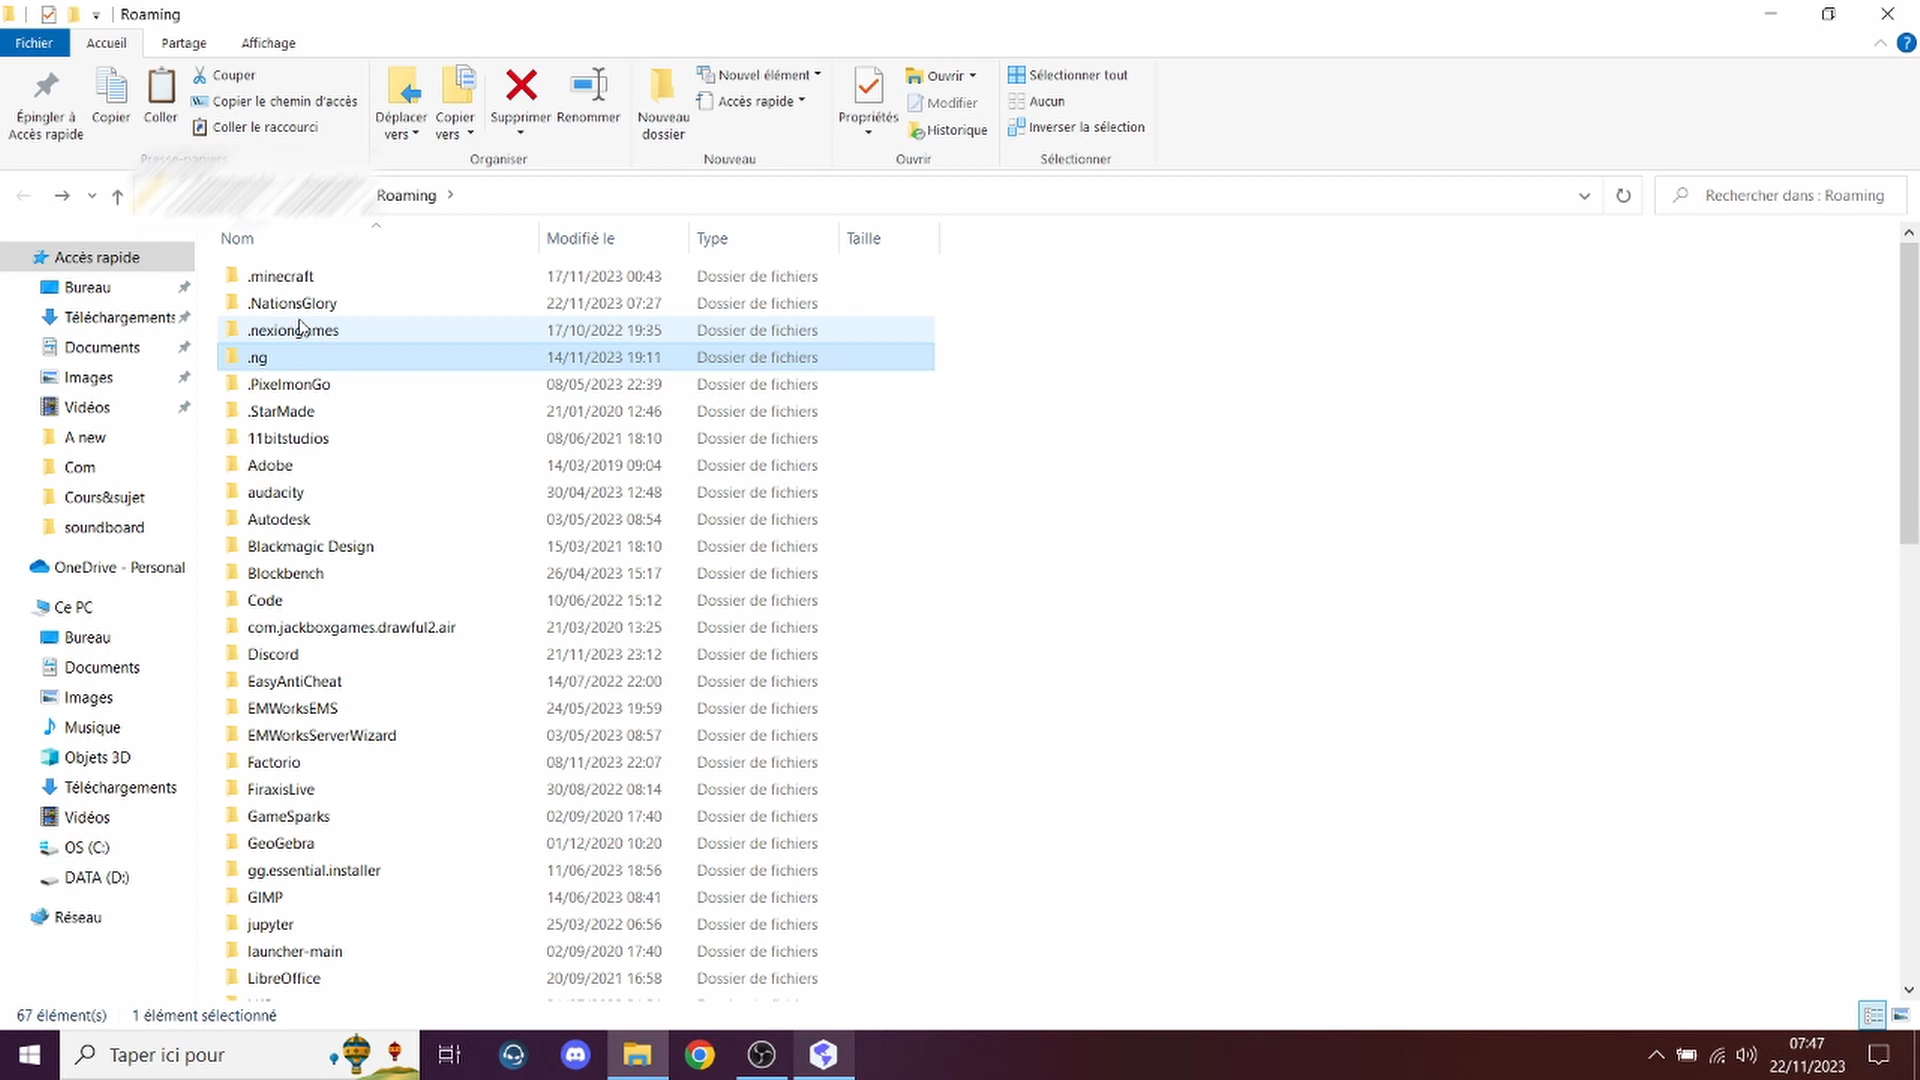 Roaming
Fichier Accueil Partage Affichage
Épingler à Accès rapide
Copier
Coller
Couper
Copier le chemin d'accès
Coller le raccourci
Presse-papiers
Déplacer vers
Copier vers
Supprimer
Renommer
Organiser
Nouveau dossier
Nouvel élément
Accès rapide
Nouveau
Propriétés
Ouvrir
Modifier
Historique
Ouvrir
Sélectionner tout
Aucun
Inverser la sélection
Sélectionner
Roaming
Rechercher dans : Roaming
Accès rapide
Bureau
Téléchargements
Documents
Images
Vidéos
A new
Com
Cours&sujet
soundboard
OneDrive - Personal
Ce PC
Bureau
Documents
Images
Musique
Objets 3D
Téléchargements
Vidéos
OS (C:)
DATA (D:)
Réseau
Nom Modifié le Type Taille
.minecraft 17/11/2023 00:43 Dossier de fichiers
.NationsGlory 22/11/2023 07:27 Dossier de fichiers
.nexiongames 17/10/2022 19:35 Dossier de fichiers
.ng 14/11/2023 19:11 Dossier de fichiers
.PixelmonGo 08/05/2023 22:39 Dossier de fichiers
.StarMade 21/01/2020 12:46 Dossier de fichiers
11bitstudios 08/06/2021 18:10 Dossier de fichiers
Adobe 14/03/2019 09:04 Dossier de fichiers
audacity 30/04/2023 12:48 Dossier de fichiers
Autodesk 03/05/2023 08:54 Dossier de fichiers
Blackmagic Design 15/03/2021 18:10 Dossier de fichiers
Blockbench 26/04/2023 15:17 Dossier de fichiers
Code 10/06/2022 15:12 Dossier de fichiers
com.jackboxgames.drawful2.air 21/03/2020 13:25 Dossier de fichiers
Discord 21/11/2023 23:12 Dossier de fichiers
EasyAntiCheat 14/07/2022 22:00 Dossier de fichiers
EMWorksEMS 24/05/2023 19:59 Dossier de fichiers
EMWorksServerWizard 03/05/2023 08:57 Dossier de fichiers
Factorio 08/11/2023 22:07 Dossier de fichiers
FiraxisLive 30/08/2022 08:14 Dossier de fichiers
GameSparks 02/09/2020 17:40 Dossier de fichiers
GeoGebra 01/12/2020 10:20 Dossier de fichiers
gg.essential.installer 11/06/2023 18:56 Dossier de fichiers
GIMP 14/06/2023 08:41 Dossier de fichiers
jupyter 25/03/2022 06:56 Dossier de fichiers
launcher-main 02/09/2020 17:40 Dossier de fichiers
LibreOffice 20/09/2021 16:58 Dossier de fichiers
67 élément(s) 1 élément sélectionné
Taper ici pour
07:47
22/11/2023